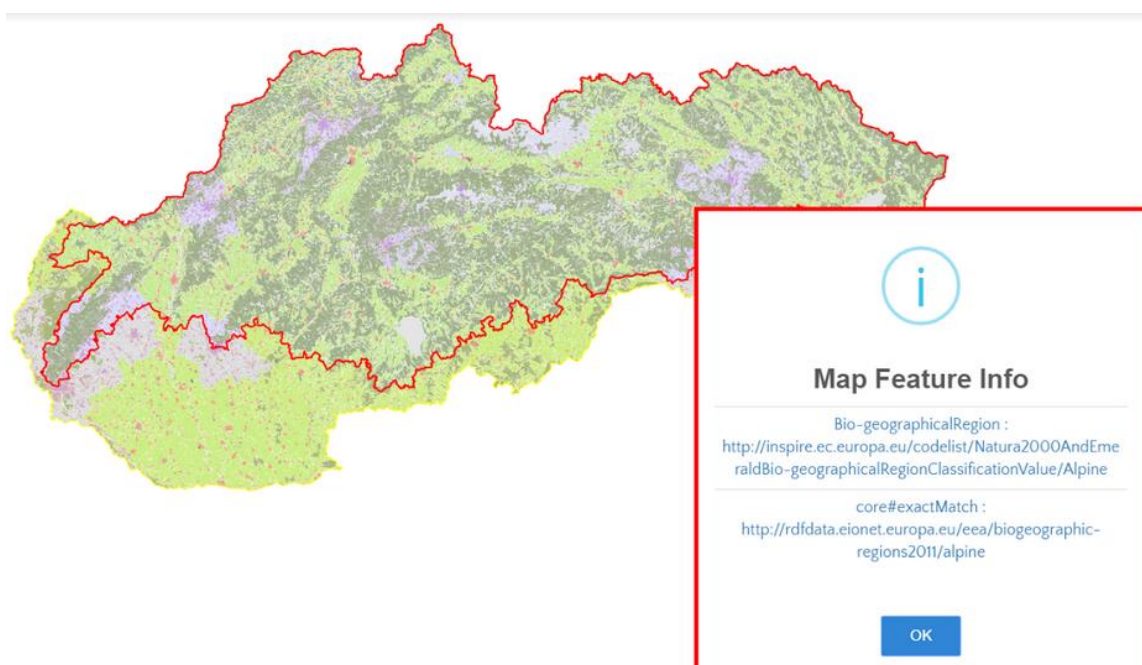 i
Map Feature Info
Bio-geographicalRegion :
http://inspire.ec.europa.eu/codelist/Natura2000AndEme
raldBio-geographicalRegionClassificationValue/Alpine
core#exactMatch :
http://rdfdata.eionet.europa.eu/eea/biogeographic-
regions2011/alpine
OK